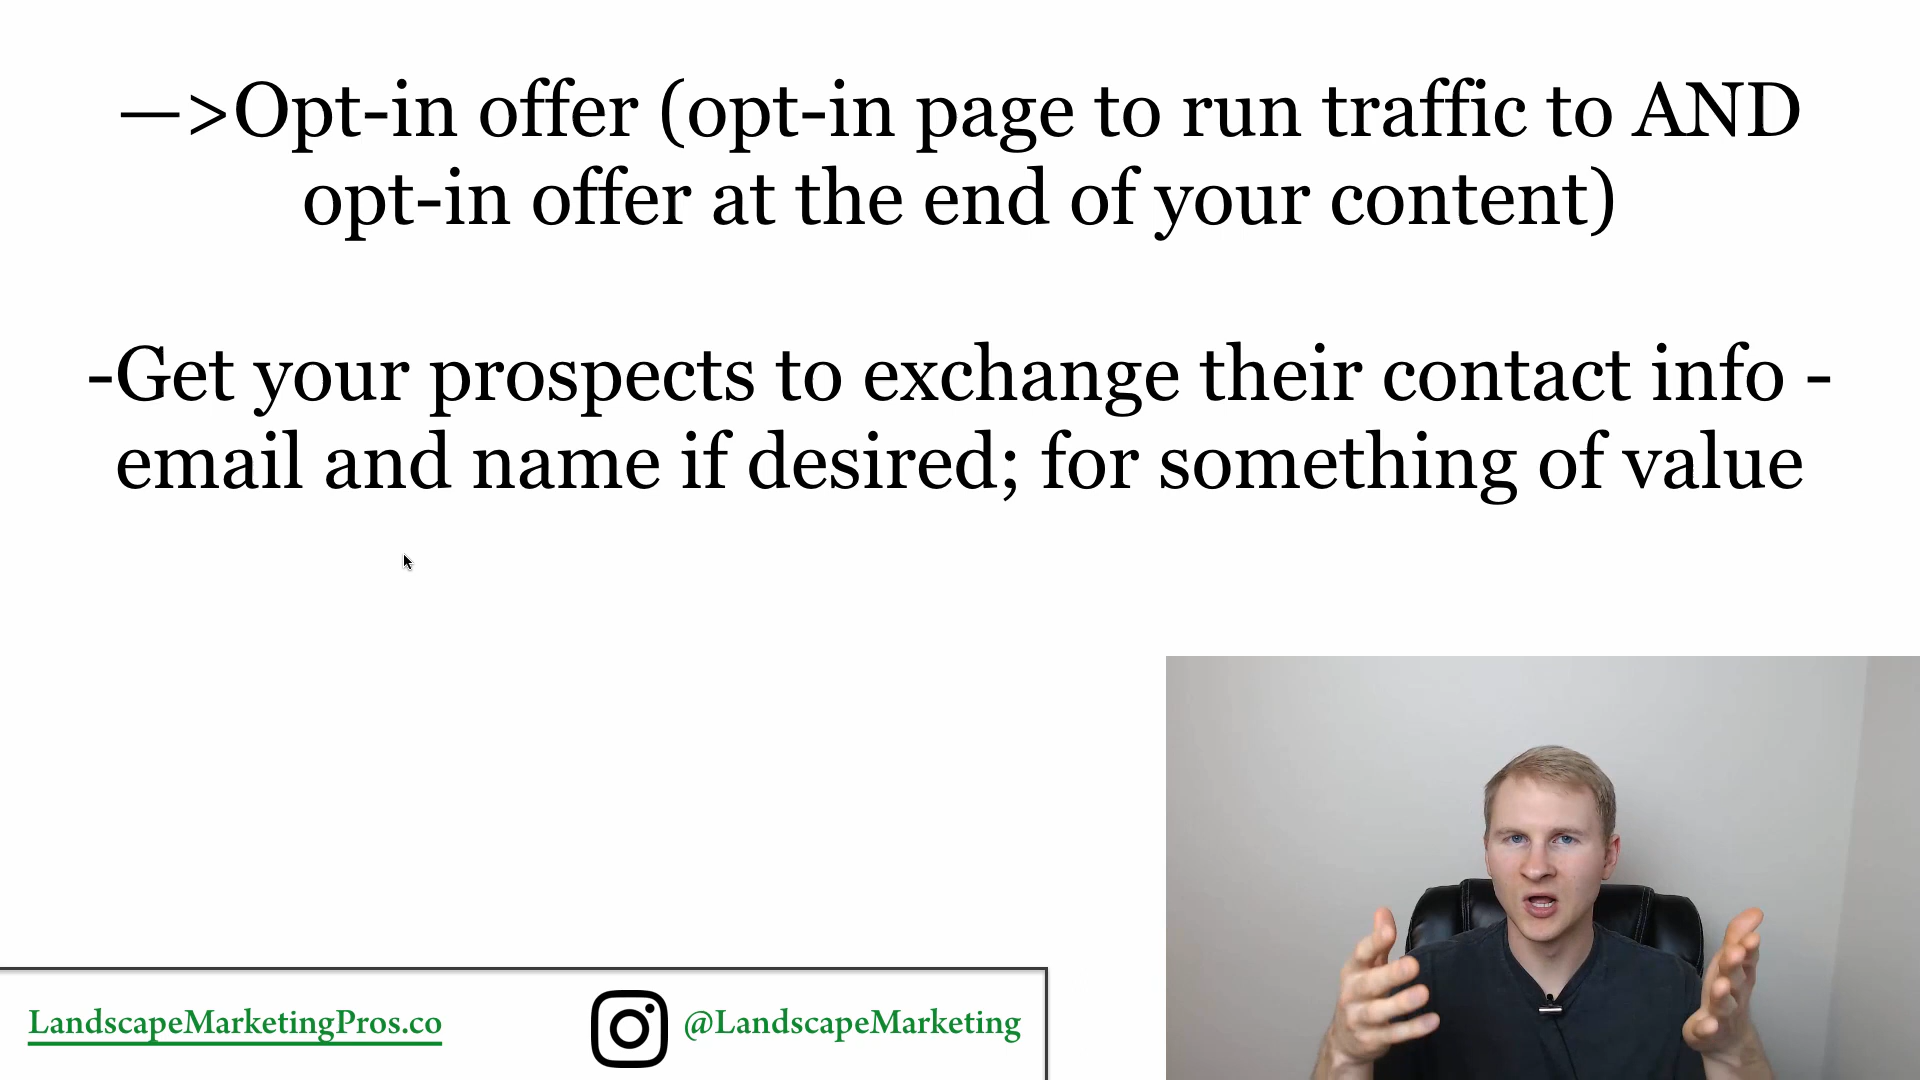 —>Opt-in offer (opt-in page to run traffic to AND
opt-in offer at the end of your content)
-Get your prospects to exchange their contact info -
email and name if desired; for something of value
LandscapeMarketingPros.co
@LandscapeMarketing